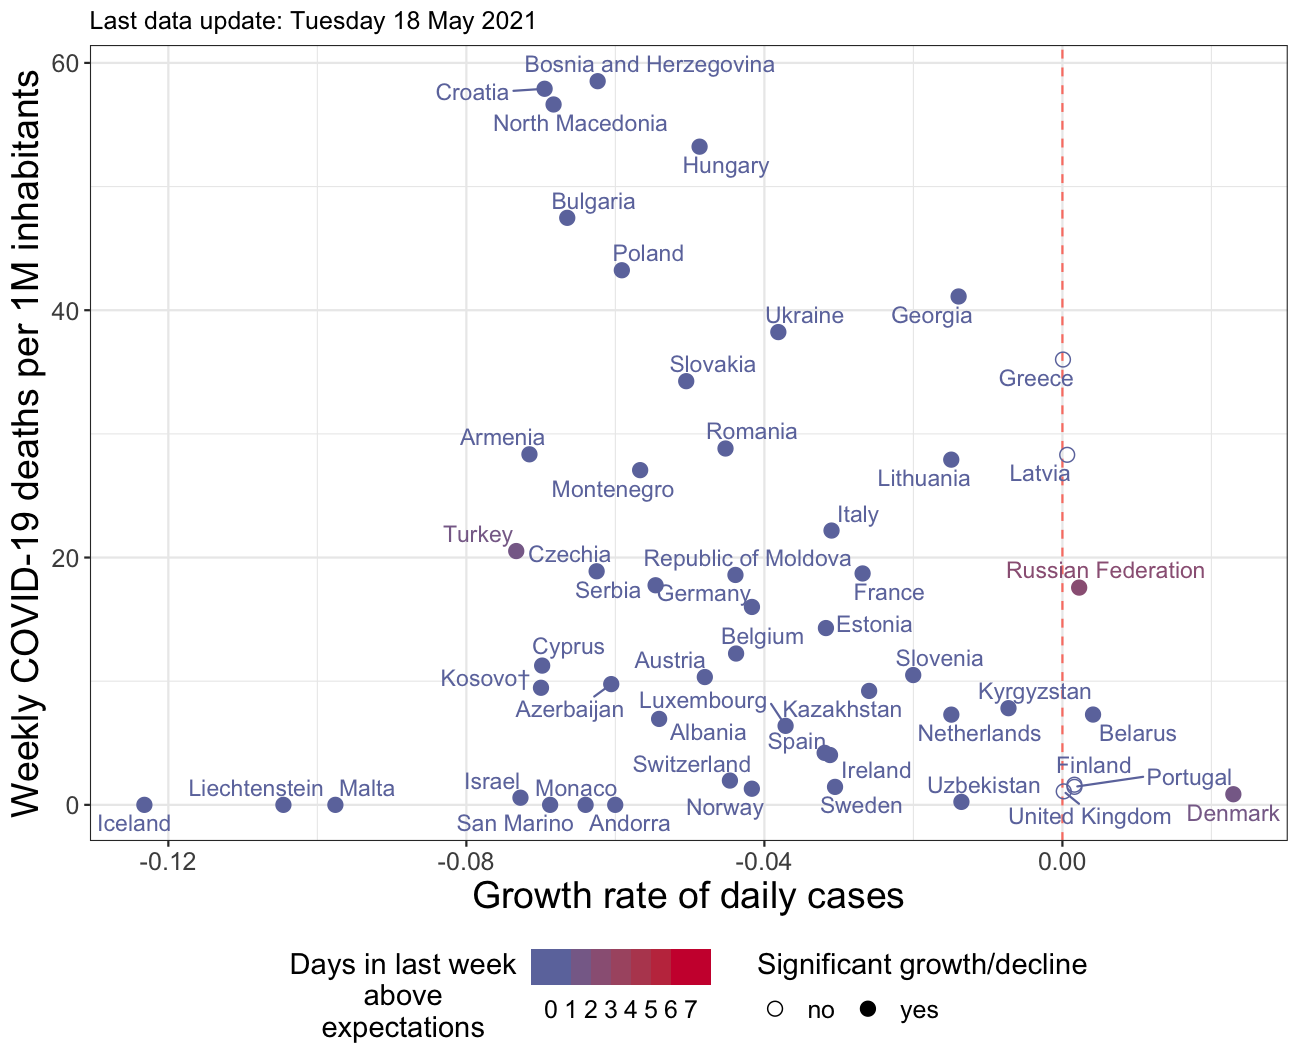 Last data update: Tuesday 18 May 2021
Weekly COVID-19 deaths per 1M inhabitants
60
40
20
0
Bosnia and Herzegovina
Croatia
North Macedonia
Hungary
Bulgaria
Poland
Georgia
Ukraine
Slovakia
Greece
Armenia
Romania
Montenegro
Lithuania
Latvia
Italy
Turkey
Czechia
Republic of Moldova
Russian Federation
Serbia
Germany
France
Estonia
Belgium
Cyprus
Austria
Slovenia
Kosovo†
Azerbaijan
Luxembourg
Kazakhstan
Kyrgyzstan
Albania
Netherlands
Belarus
Spain
Switzerland
Ireland
Finland
Portugal
Liechtenstein
Malta
Israel
Monaco
Uzbekistan
Norway
Sweden
United Kingdom
Denmark
Iceland
San Marino
Andorra
-0.12
-0.08
-0.04
0.00
Growth rate of daily cases
Days in last week
above
expectations
0 1 2 3 4 5 6 7
Significant growth/decline
no
yes